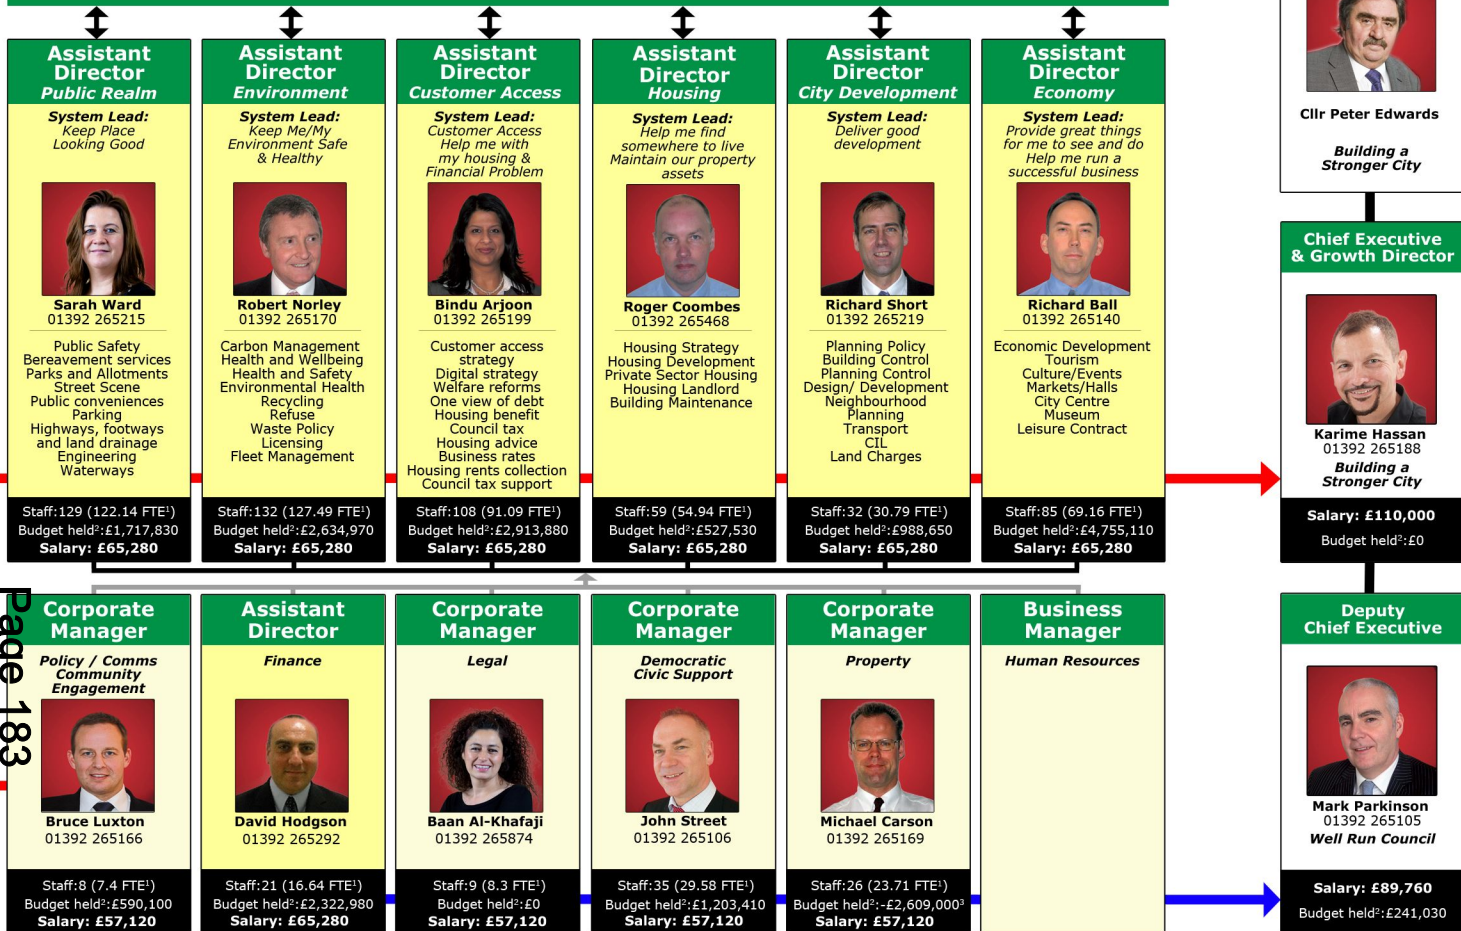 Assistant
Director
Public Realm
System Lead:
Keep Place
Looking Good
Sarah Ward
01392 265215
Public Safety
Bereavement services
Parks and Allotments
Street Scene
Public conveniences
Parking
Highways, footways
and land drainage
Engineering
Waterways
Staff:129 (122.14 FTE¹)
Budget held²:£1,717,830
Salary: £65,280
Assistant
Director
Environment
System Lead:
Keep Me/My
Environment Safe
& Healthy
Robert Norley
01392 265170
Carbon Management
Health and Wellbeing
Health and Safety
Environmental Health
Recycling
Refuse
Waste Policy
Licensing
Fleet Management
Staff:132 (127.49 FTE¹)
Budget held²:£2,634,970
Salary: £65,280
Assistant
Director
Customer Access
System Lead:
Customer Access
Help me with
my housing &
Financial Problem
Bindu Arjoon
01392 265199
Customer access
strategy
Digital strategy
Welfare reforms
One view of debt
Housing benefit
Council tax
Housing advice
Business rates
Housing rents collection
Council tax support
Staff:108 (91.09 FTE¹)
Budget held²:£2,913,880
Salary: £65,280
Assistant
Director
Housing
System Lead:
Help me find
somewhere to live
Maintain our property
assets
Roger Coombes
01392 265468
Housing Strategy
Housing Development
Private Sector Housing
Housing Landlord
Building Maintenance
Staff:59 (54.94 FTE¹)
Budget held²:£527,530
Salary: £65,280
Assistant
Director
City Development
System Lead:
Deliver good
development
Richard Short
01392 265219
Planning Policy
Building Control
Planning Control
Design/ Development
Neighbourhood
Planning
Transport
CIL
Land Charges
Staff:32 (30.79 FTE¹)
Budget held²:£988,650
Salary: £65,280
Assistant
Director
Economy
System Lead:
Provide great things
for me to see and do
Help me run a
successful business
Richard Ball
01392 265140
Economic Development
Tourism
Culture/Events
Markets/Halls
City Centre
Museum
Leisure Contract
Staff:85 (69.16 FTE¹)
Budget held²:£4,755,110
Salary: £65,280
Cllr Peter Edwards
Building a
Stronger City
Chief Executive
& Growth Director
Karime Hassan
01392 265188
Building a
Stronger City
Salary: £110,000
Budget held²:£0
Page 183
Corporate
Manager
Policy / Comms
Community
Engagement
Bruce Luxton
01392 265166
Staff:8 (7.4 FTE¹)
Budget held²:£590,100
Salary: £57,120
Assistant
Director
Finance
David Hodgson
01392 265292
Staff:21 (16.64 FTE¹)
Budget held²:£2,322,980
Salary: £65,280
Corporate
Manager
Legal
Baan Al-Khafaji
01392 265874
Staff:9 (8.3 FTE¹)
Budget held²:£0
Salary: £57,120
Corporate
Manager
Democratic
Civic Support
John Street
01392 265106
Staff:35 (29.58 FTE¹)
Budget held²:£1,203,410
Salary: £57,120
Corporate
Manager
Property
Michael Carson
01392 265169
Staff:26 (23.71 FTE¹)
Budget held²:-£2,609,000³
Salary: £57,120
Business
Manager
Human Resources
Deputy
Chief Executive
Mark Parkinson
01392 265105
Well Run Council
Salary: £89,760
Budget held²:£241,030